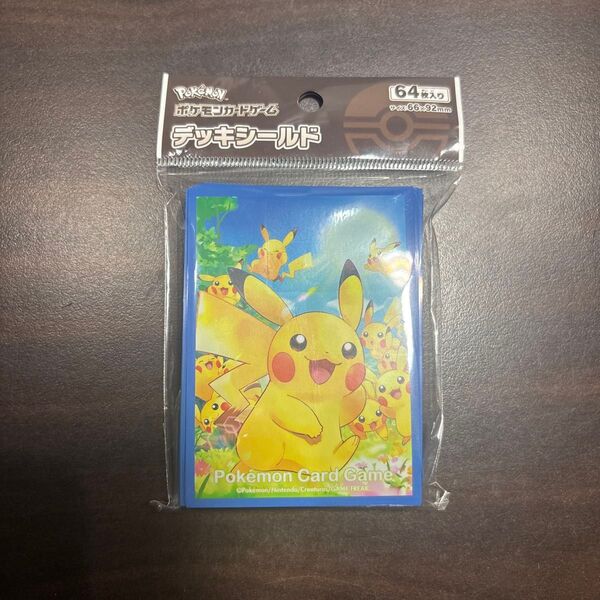 Pokémon
ポケモンカードゲーム
デッキシールド
64枚入り
サイズ:66×92mm
Pokémon Card Game
©Pokémon/Nintendo/Creatures/GAME FREAK